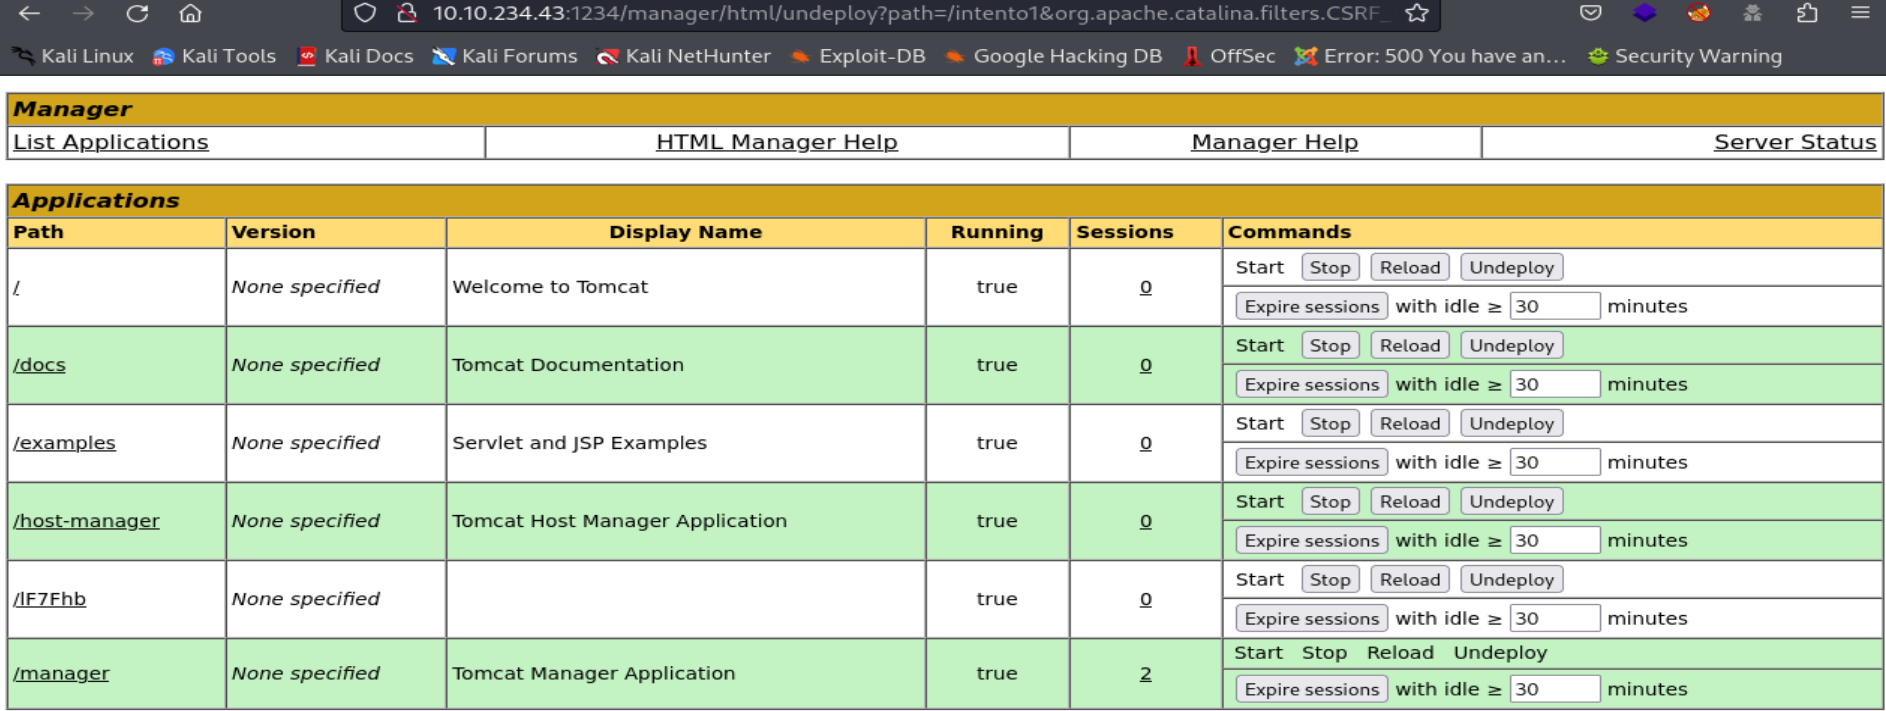 10.10.234.43:1234/manager/html/undeploy?path=/intento1&org.apache.catalina.filters.CSRF_
Kali Linux Kali Tools Kali Docs Kali Forums Kali NetHunter Exploit-DB Google Hacking DB OffSec Error: 500 You have an... Security Warning
Manager
List Applications HTML Manager Help Manager Help Server Status
Applications
Path Version Display Name Running Sessions Commands
Start Stop Reload Undeploy
/ None specified Welcome to Tomcat true 0
Expire sessions with idle ≥ 30 minutes
Start Stop Reload Undeploy
/docs None specified Tomcat Documentation true 0
Expire sessions with idle ≥ 30 minutes
Start Stop Reload Undeploy
/examples None specified Servlet and JSP Examples true 0
Expire sessions with idle ≥ 30 minutes
Start Stop Reload Undeploy
/host-manager None specified Tomcat Host Manager Application true 0
Expire sessions with idle ≥ 30 minutes
Start Stop Reload Undeploy
/lF7Fhb None specified true 0
Expire sessions with idle ≥ 30 minutes
Start Stop Reload Undeploy
/manager None specified Tomcat Manager Application true 2
Expire sessions with idle ≥ 30 minutes